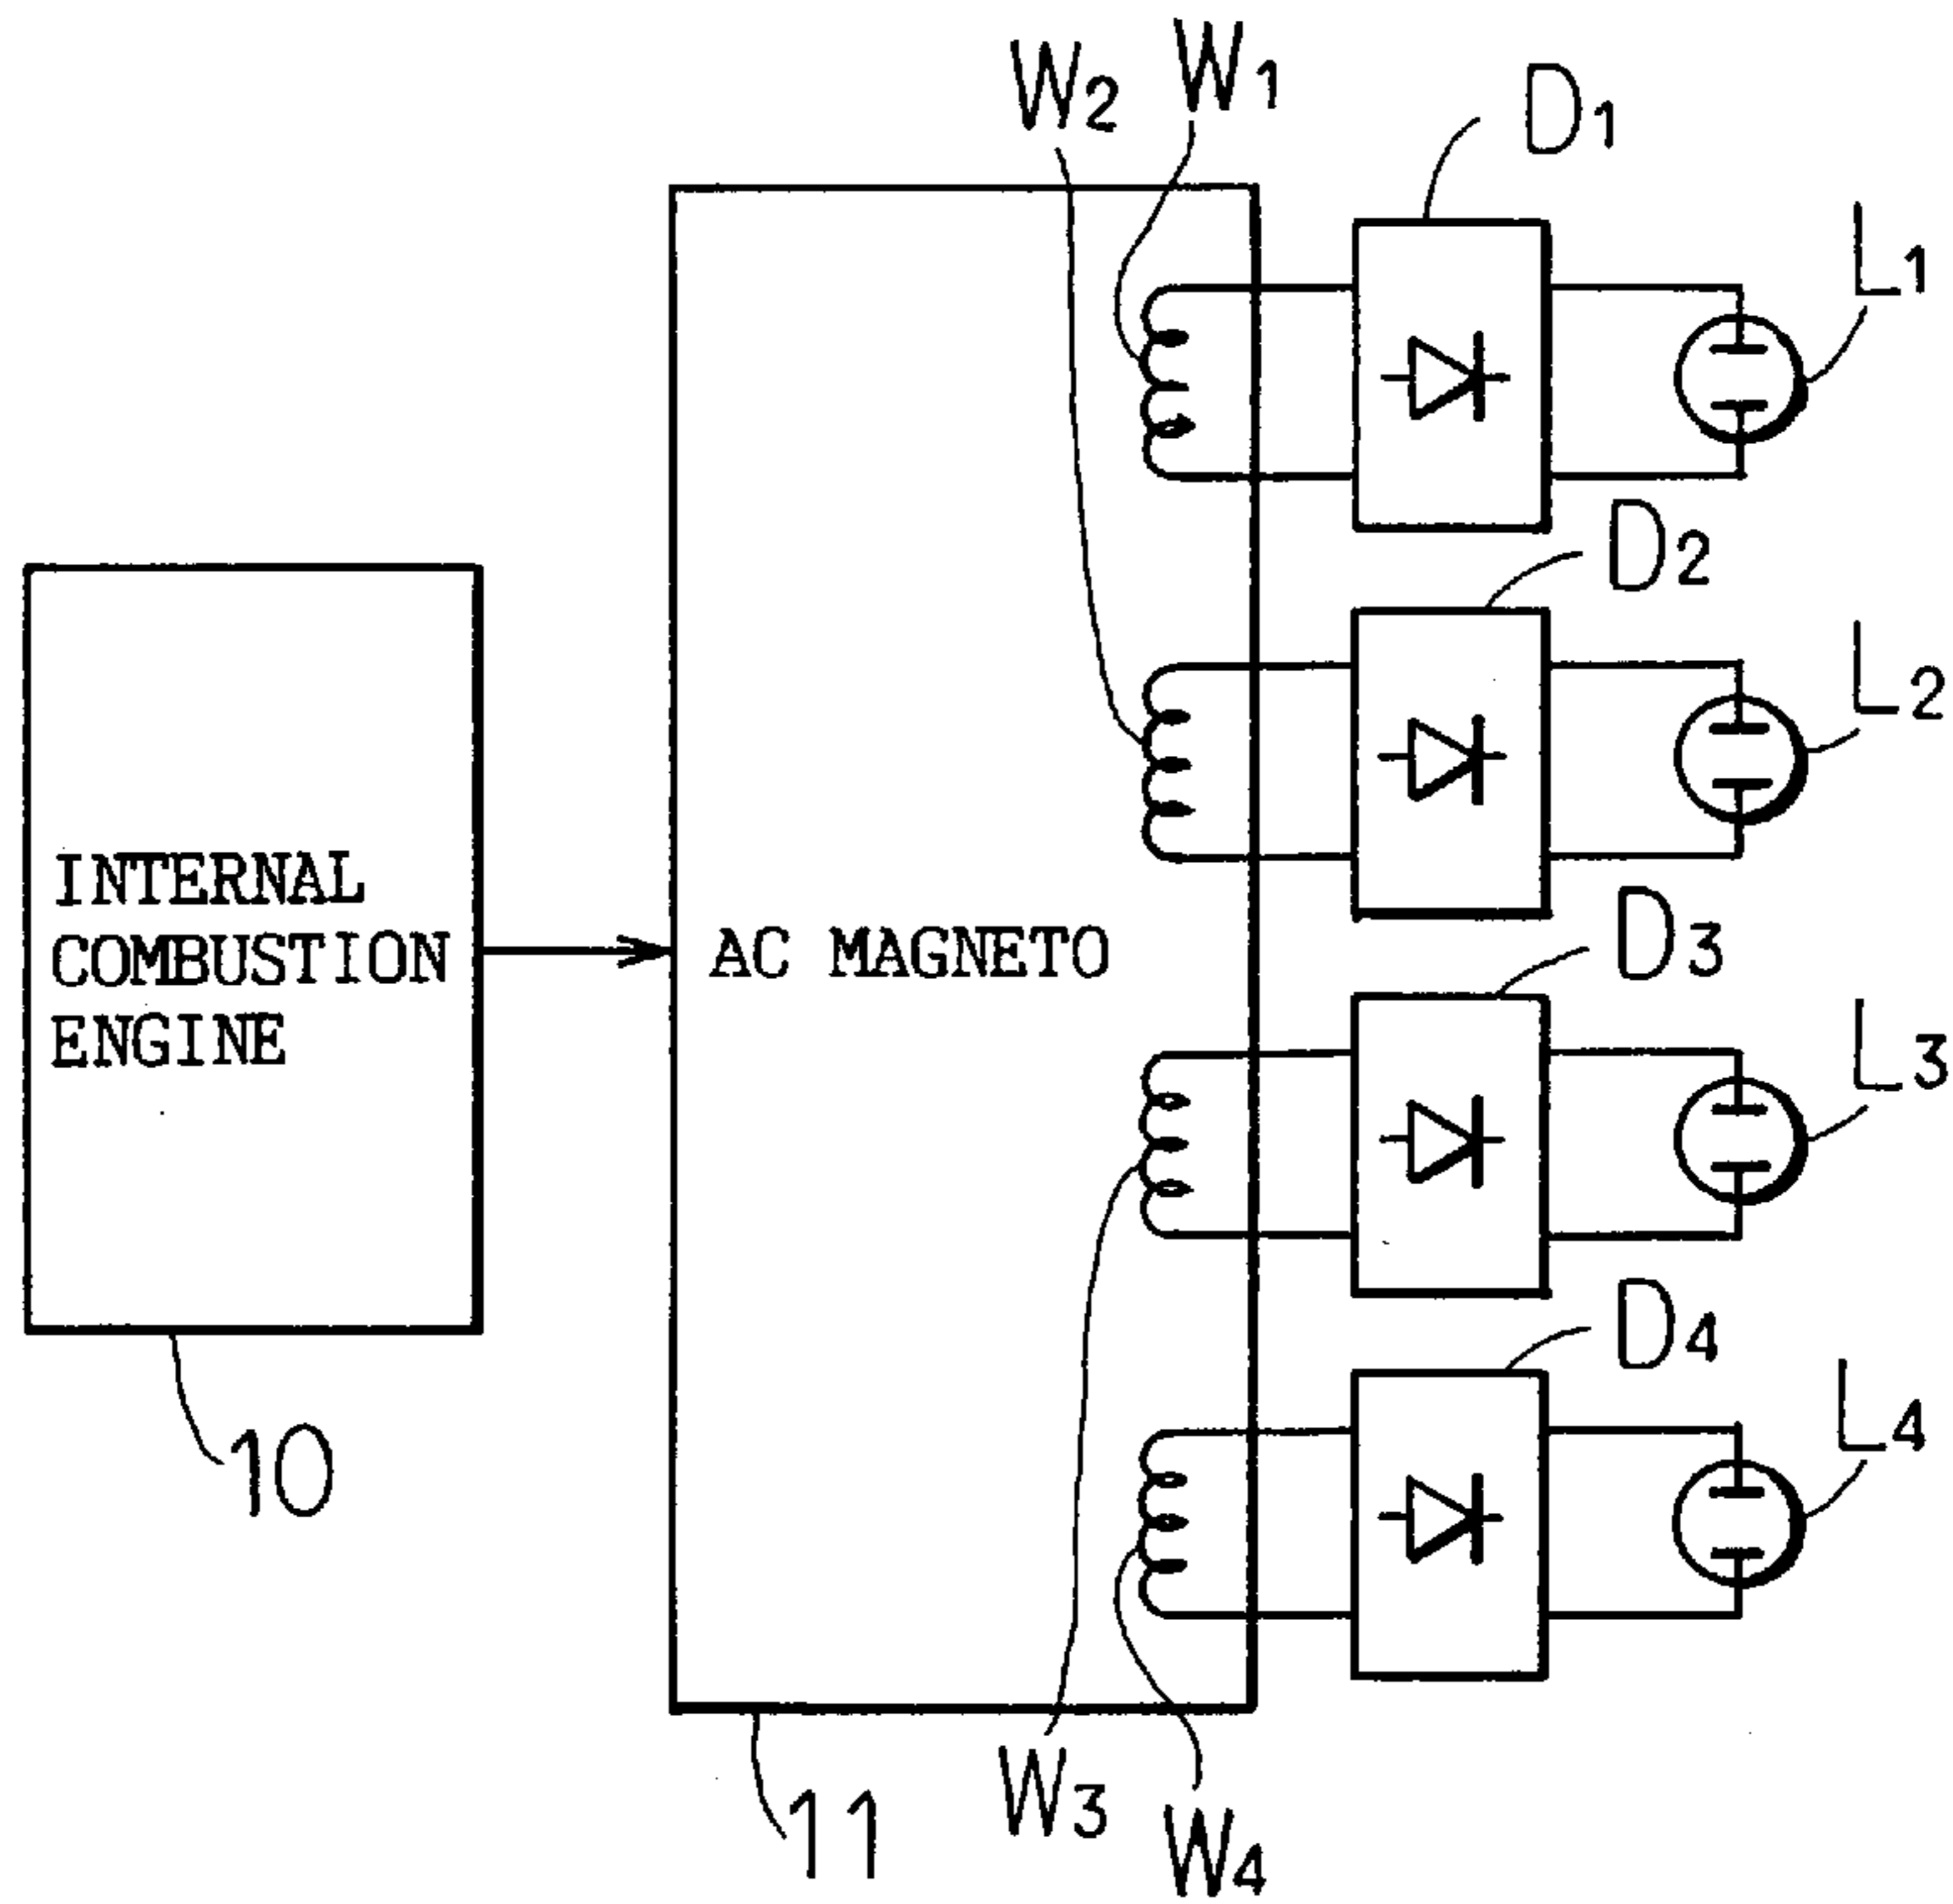 W2
W1
D1
L1
D2
L2
INTERNAL
COMBUSTION
ENGINE
AC MAGNETO
D3
L3
D4
L4
10
11
W3
W4